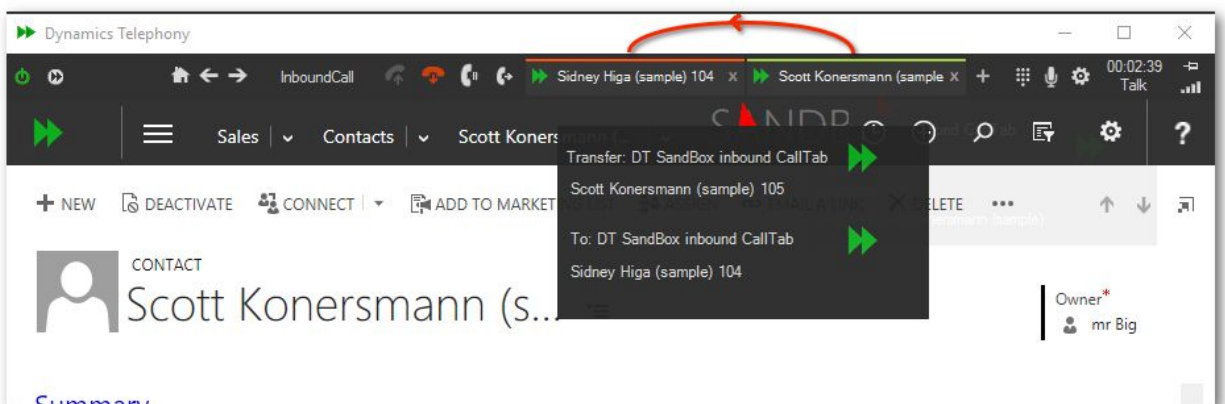 Dynamics Telephony
InboundCall
Sidney Higa (sample) 104 x
Scott Konersmann (sample x
00:02:39
Talk
Sales
Contacts
Scott Koners
Transfer: DT SandBox inbound CallTab
Scott Konersmann (sample) 105
To: DT SandBox inbound CallTab
Sidney Higa (sample) 104
NEW
DEACTIVATE
CONNECT
ADD TO MARKET
LETE
CONTACT
Scott Konersmann (s...
Owner*
mr Big
Summary